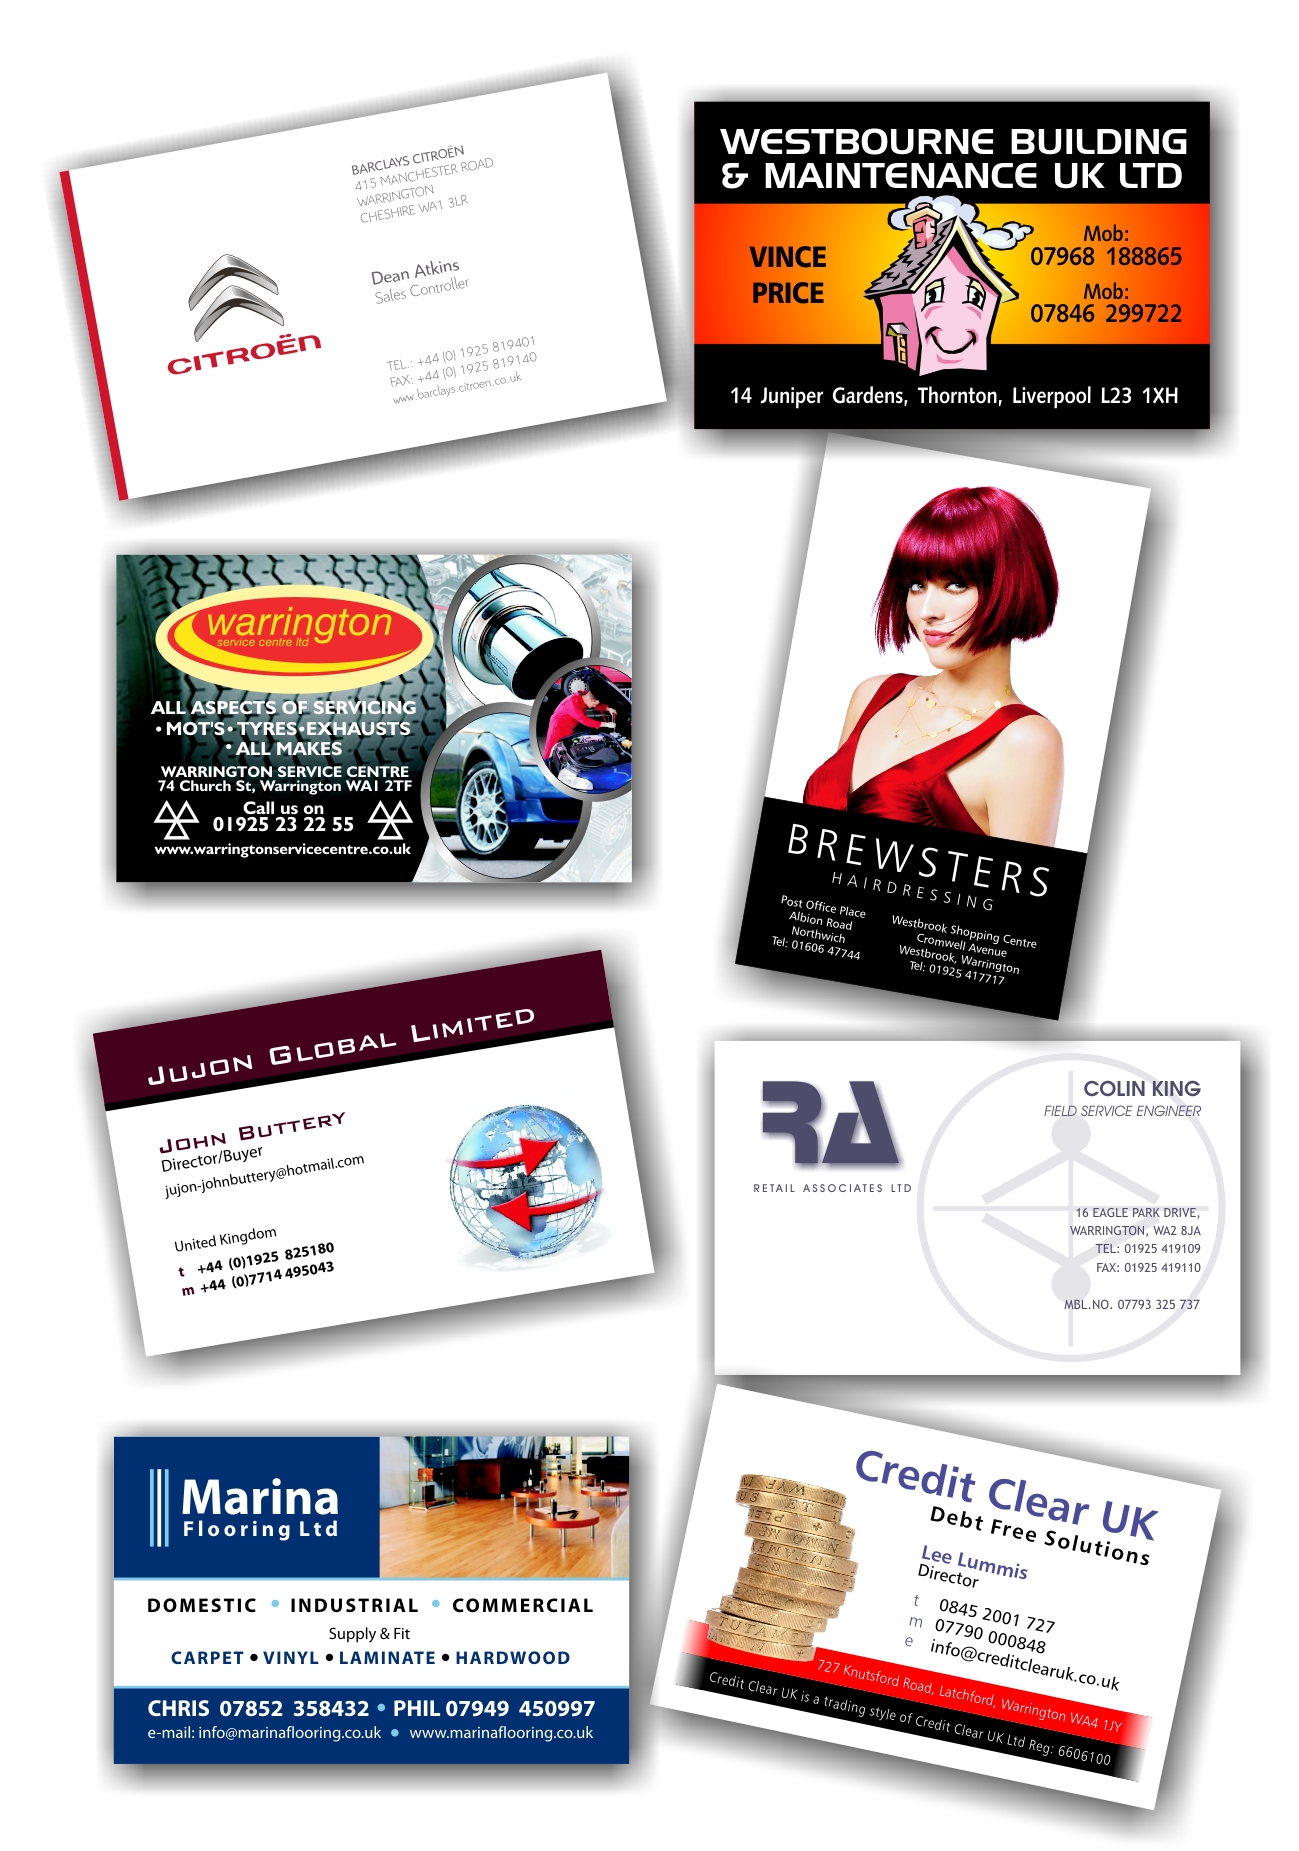 BARCLAYS CITROËN
415 MANCHESTER ROAD
WARRINGTON
CHESHIRE WA1 3LR
CITROËN
Dean Atkins
Sales Controller
TEL.: +44 (0) 1925 819401
FAX: +44 (0) 1925 819140
www.barclays.citroen.co.uk
WESTBOURNE BUILDING
& MAINTENANCE UK LTD
VINCE
PRICE
Mob:
07968 188865
Mob:
07846 299722
14 Juniper Gardens, Thornton, Liverpool L23 1XH
warrington
service centre ltd
ALL ASPECTS OF SERVICING
• MOT'S • TYRES • EXHAUSTS
• ALL MAKES
WARRINGTON SERVICE CENTRE
74 Church St, Warrington WA1 2TF
Call us on
01925 23 22 55
www.warringtonservicecentre.co.uk
BREWSTERS
HAIRDRESSING
Post Office Place
Albion Road
Northwich
Tel: 01606 47744
Westbrook Shopping Centre
Cromwell Avenue
Westbrook, Warrington
Tel: 01925 417717
JUJON GLOBAL LIMITED
JOHN BUTTERY
Director/Buyer
jujon-johnbuttery@hotmail.com
United Kingdom
t +44 (0)1925 825180
m +44 (0)7714 495043
RA
RETAIL ASSOCIATES LTD
COLIN KING
FIELD SERVICE ENGINEER
16 EAGLE PARK DRIVE,
WARRINGTON, WA2 8JA
TEL: 01925 419109
FAX: 01925 419110
MBL.NO. 07793 325 737
Marina
Flooring Ltd
DOMESTIC • INDUSTRIAL • COMMERCIAL
Supply & Fit
CARPET • VINYL • LAMINATE • HARDWOOD
CHRIS 07852 358432 • PHIL 07949 450997
e-mail: info@marinaflooring.co.uk • www.marinaflooring.co.uk
Credit Clear UK
Debt Free Solutions
Lee Lummis
Director
t 0845 2001 727
m 07790 000848
e info@creditclearuk.co.uk
727 Knutsford Road, Latchford, Warrington WA4 1JY
Credit Clear UK is a trading style of Credit Clear UK Ltd Reg: 6606100